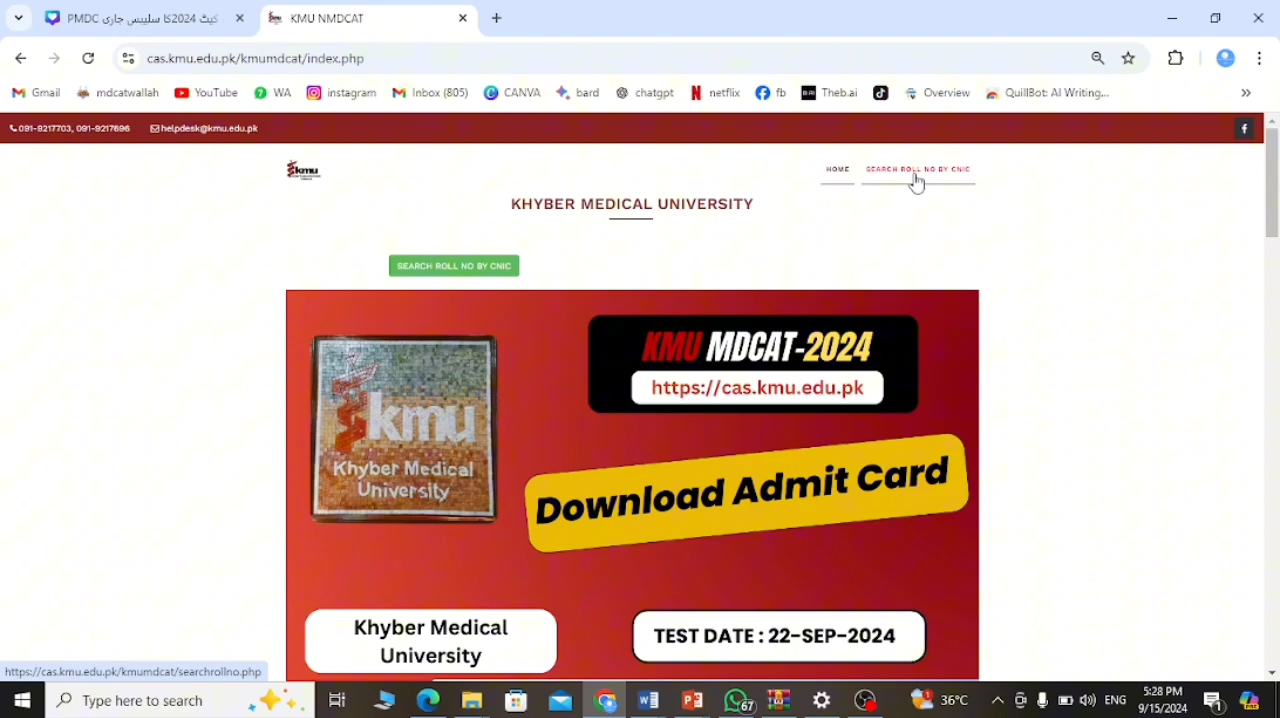 PMDC کیٹ 2024کا سلیبس جاری
KMU NMDCAT
cas.kmu.edu.pk/kmumdcat/index.php
Gmail
mdcatwallah
YouTube
WA
instagram
Inbox (805)
CANVA
bard
chatgpt
netflix
fb
Theb.ai
Overview
QuillBot: AI Writing...
091-9217703, 091-9217696
helpdesk@kmu.edu.pk
kmu
HOME
SEARCH ROLL NO BY CNIC
KHYBER MEDICAL UNIVERSITY
SEARCH ROLL NO BY CNIC
KMU MDCAT-2024
https://cas.kmu.edu.pk
kmu
Khyber Medical
University
Download Admit Card
Khyber Medical
University
TEST DATE : 22-SEP-2024
https://cas.kmu.edu.pk/kmumdcat/searchrollno.php
Type here to search
67
36°C
ENG
5:28 PM
9/15/2024